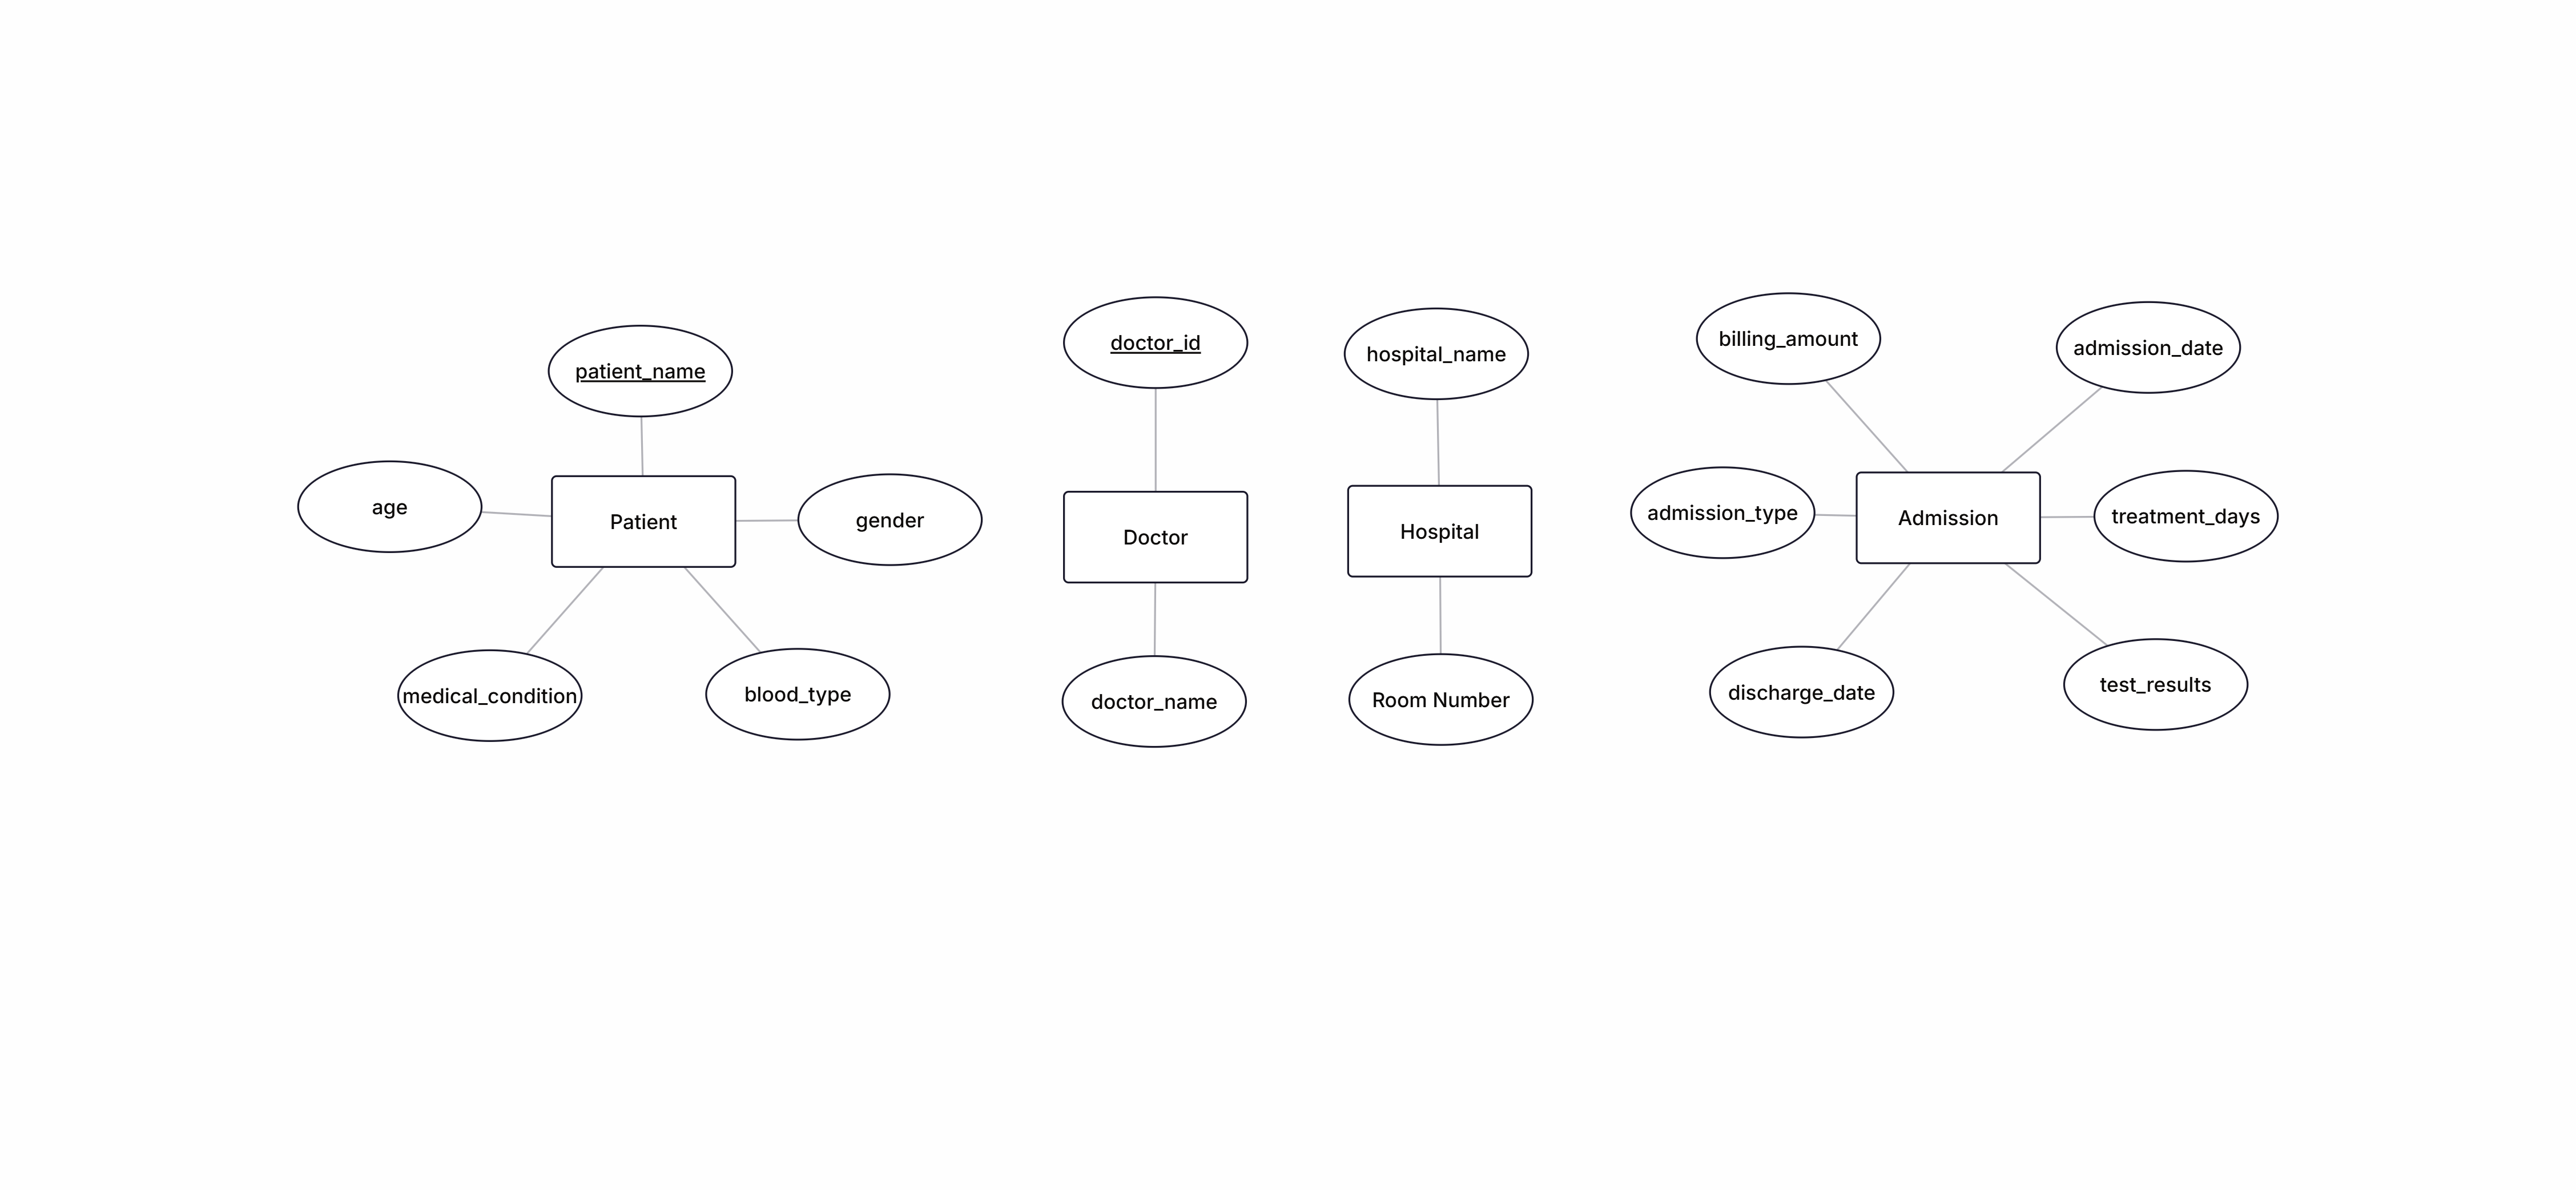 patient_name
age
Patient
gender
medical_condition
blood_type
doctor_id
Doctor
doctor_name
hospital_name
Hospital
Room Number
billing_amount
admission_date
admission_type
Admission
treatment_days
discharge_date
test_results